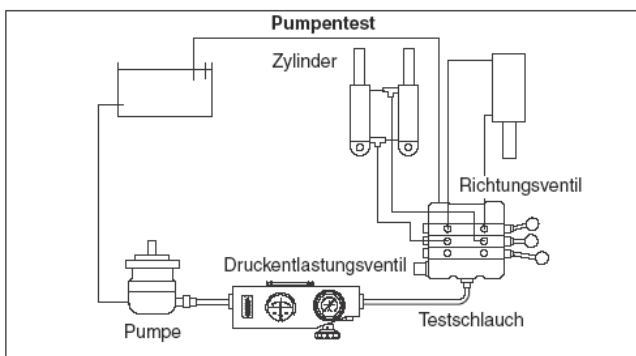 Pumpentest
Zylinder
Richtungsventil
Druckentlastungsventil
Pumpe
Testschlauch